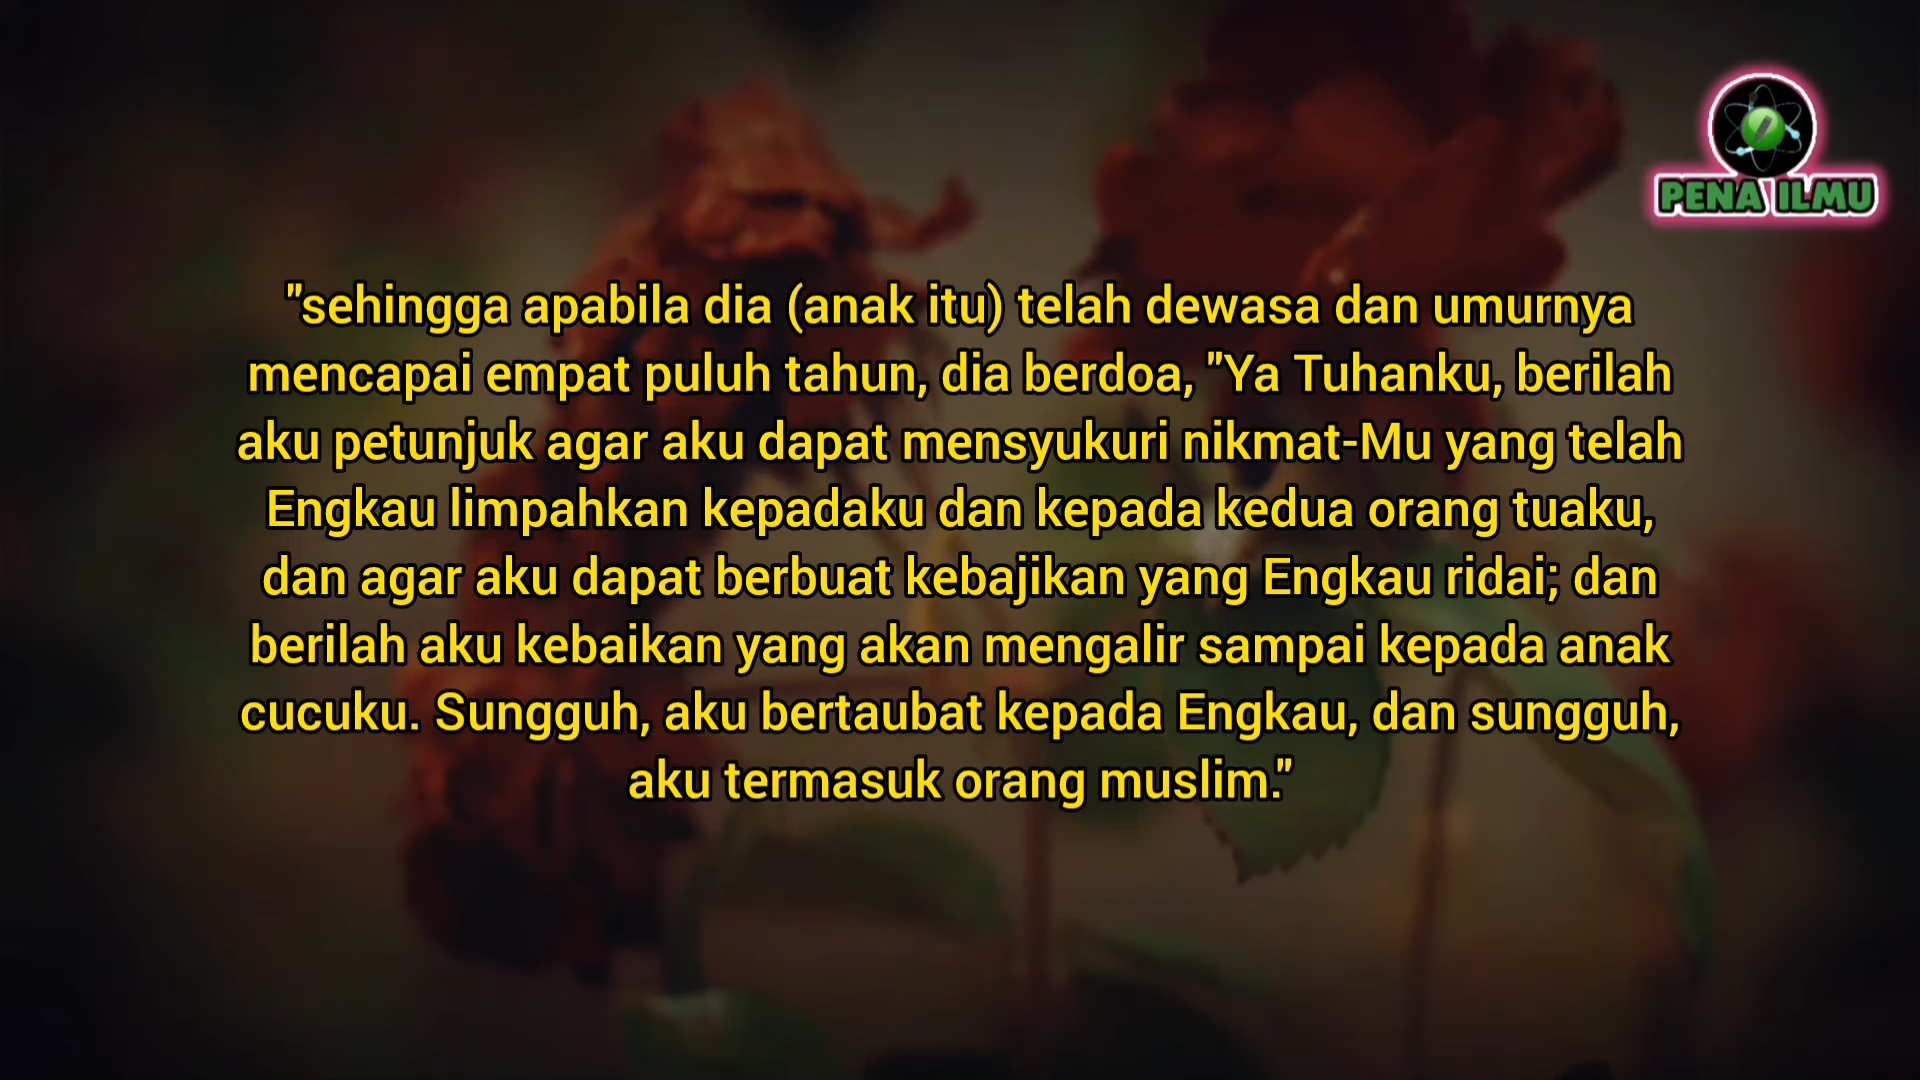 PENA ILMU
"sehingga apabila dia (anak itu) telah dewasa dan umurnya
mencapai empat puluh tahun, dia berdoa, "Ya Tuhanku, berilah
aku petunjuk agar aku dapat mensyukuri nikmat-Mu yang telah
Engkau limpahkan kepadaku dan kepada kedua orang tuaku,
dan agar aku dapat berbuat kebajikan yang Engkau ridai; dan
berilah aku kebaikan yang akan mengalir sampai kepada anak
cucuku. Sungguh, aku bertaubat kepada Engkau, dan sungguh,
aku termasuk orang muslim."